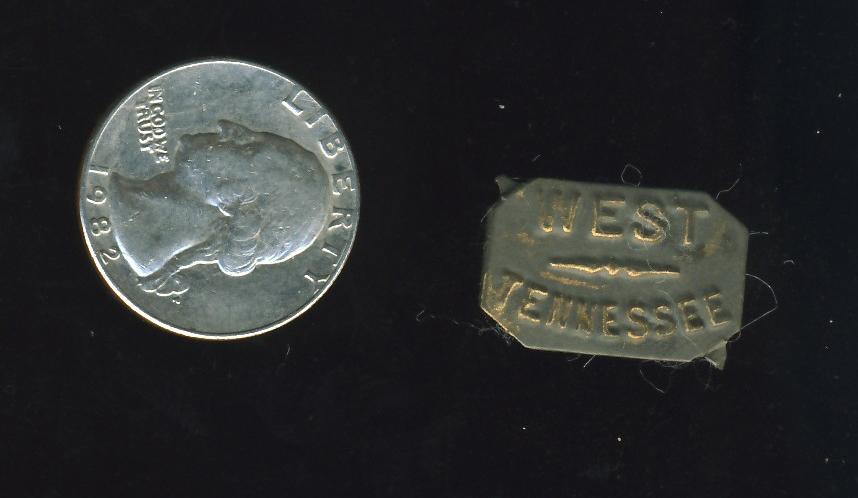 LIBERTY
IN GOD WE
TRUST
1982
WEST
TENNESSEE